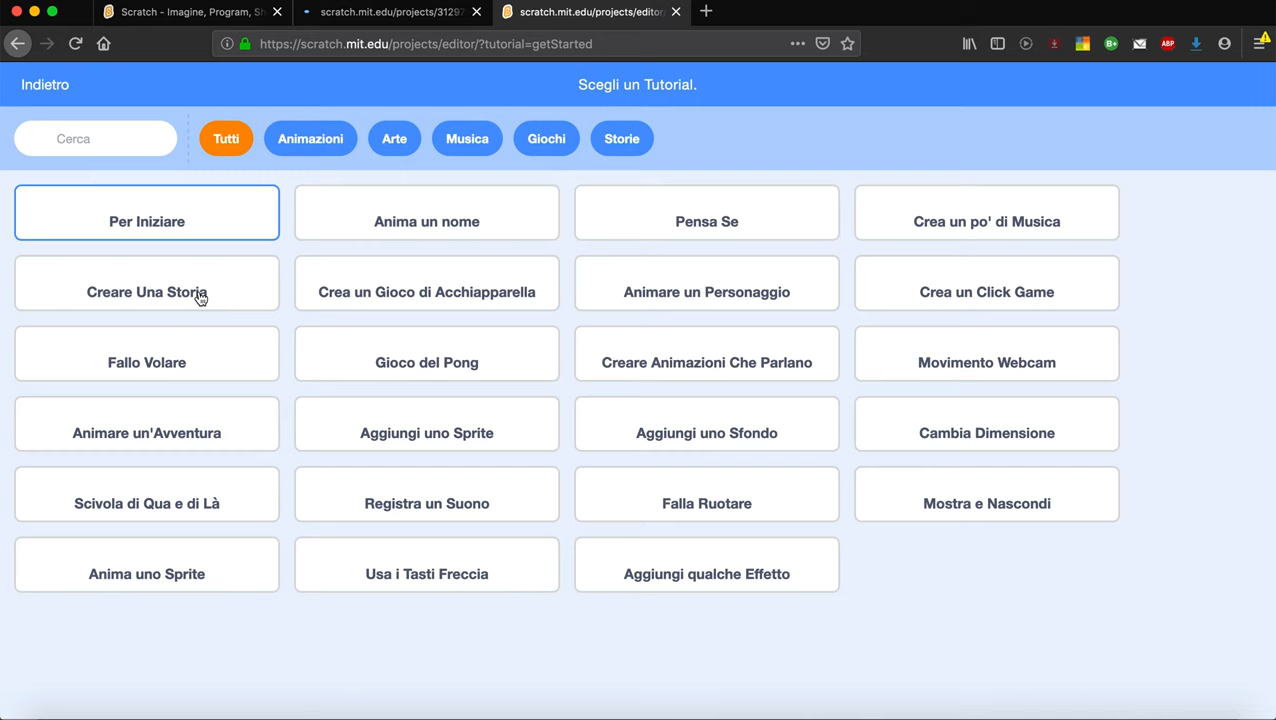 Scratch - Imagine, Program, Sh
scratch.mit.edu/projects/3129
scratch.mit.edu/projects/editor/
https://scratch.mit.edu/projects/editor/?tutorial=getStarted
B+
ABP
Indietro
Scegli un Tutorial.
Cerca
Tutti
Animazioni
Arte
Musica
Giochi
Storie
Per Iniziare
Anima un nome
Pensa Se
Crea un po' di Musica
Creare Una Storia
Crea un Gioco di Acchiapparella
Animare un Personaggio
Crea un Click Game
Fallo Volare
Gioco del Pong
Creare Animazioni Che Parlano
Movimento Webcam
Animare un'Avventura
Aggiungi uno Sprite
Aggiungi uno Sfondo
Cambia Dimensione
Scivola di Qua e di Là
Registra un Suono
Falla Ruotare
Mostra e Nascondi
Anima uno Sprite
Usa i Tasti Freccia
Aggiungi qualche Effetto